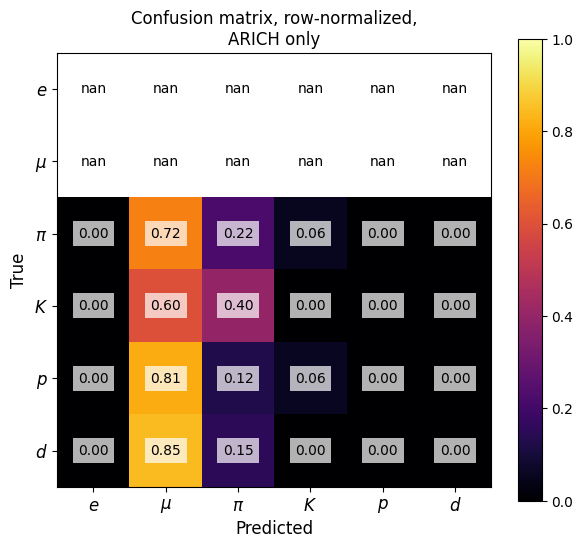 Confusion matrix, row-normalized,
ARICH only
1.0
e nan nan nan nan nan nan
μ nan nan nan nan nan nan
0.8
π 0.00 0.72 0.22 0.06 0.00 0.00
0.6
True
K 0.00 0.60 0.40 0.00 0.00 0.00
0.4
p 0.00 0.81 0.12 0.06 0.00 0.00
0.2
d 0.00 0.85 0.15 0.00 0.00 0.00
0.0
e μ π K p d
Predicted